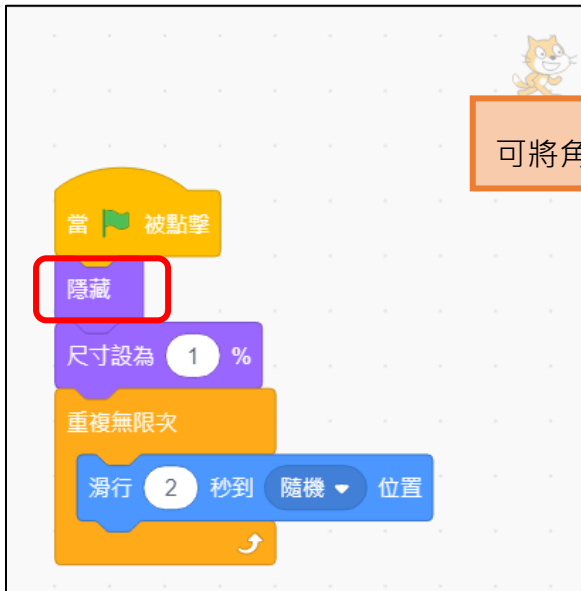 可將角
當 被點擊
隱藏
尺寸設為 1 %
重複無限次
滑行 2 秒到 隨機 位置